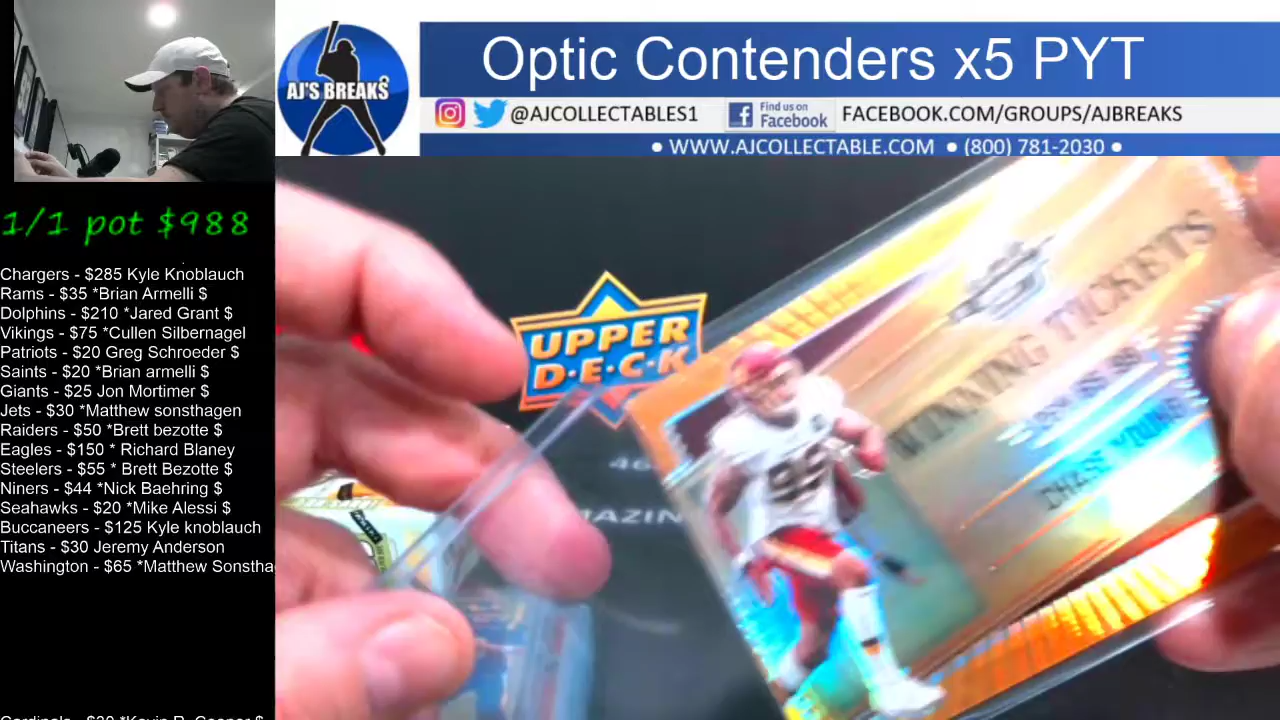 Optic Contenders x5 PYT
AJ'S BREAKS
@AJCOLLECTABLES1
Find us on
Facebook
FACEBOOK.COM/GROUPS/AJBREAKS
• WWW.AJCOLLECTABLE.COM • (800) 781-2030 •
1/1 pot $988
Chargers - $285 Kyle Knoblauch
Rams - $35 *Brian Armelli $
Dolphins - $210 *Jared Grant $
Vikings - $75 *Cullen Silbernagel
Patriots - $20 Greg Schroeder $
Saints - $20 *Brian armelli $
Giants - $25 Jon Mortimer $
Jets - $30 *Matthew sonsthagen
Raiders - $50 *Brett bezotte $
Eagles - $150 * Richard Blaney
Steelers - $55 * Brett Bezotte $
Niners - $44 *Nick Baehring $
Seahawks - $20 *Mike Alessi $
Buccaneers - $125 Kyle knoblauch
Titans - $30 Jeremy Anderson
Washington - $65 *Matthew Sonstha
Cardinals - $30 *Kevin R. Cooper $
UPPER
D·E·C·K
WINNING TICKETS
CHASE YOUNG
99